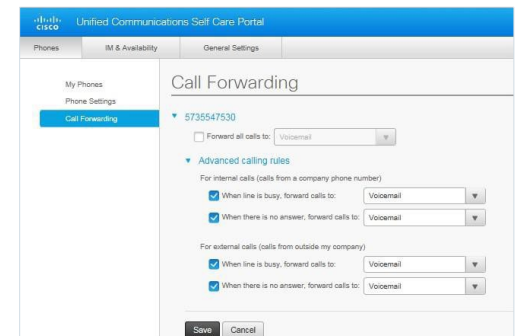 CISCO Unified Communications Self Care Portal
Phones IM & Availability General Settings
My Phones
Phone Settings
Call Forwarding
Call Forwarding
5735547530
Forward all calls to: Voicemail
Advanced calling rules
For internal calls (calls from a company phone number)
When line is busy, forward calls to: Voicemail
When there is no answer, forward calls to: Voicemail
For external calls (calls from outside my company)
When line is busy, forward calls to: Voicemail
When there is no answer, forward calls to: Voicemail
Save Cancel